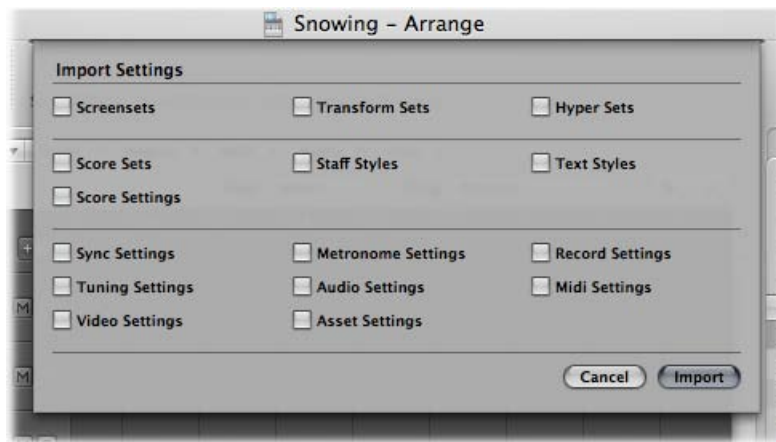 Snowing – Arrange
Import Settings
Screensets Transform Sets Hyper Sets
Score Sets Staff Styles Text Styles
Score Settings
Sync Settings Metronome Settings Record Settings
Tuning Settings Audio Settings Midi Settings
Video Settings Asset Settings
Cancel Import
M
M